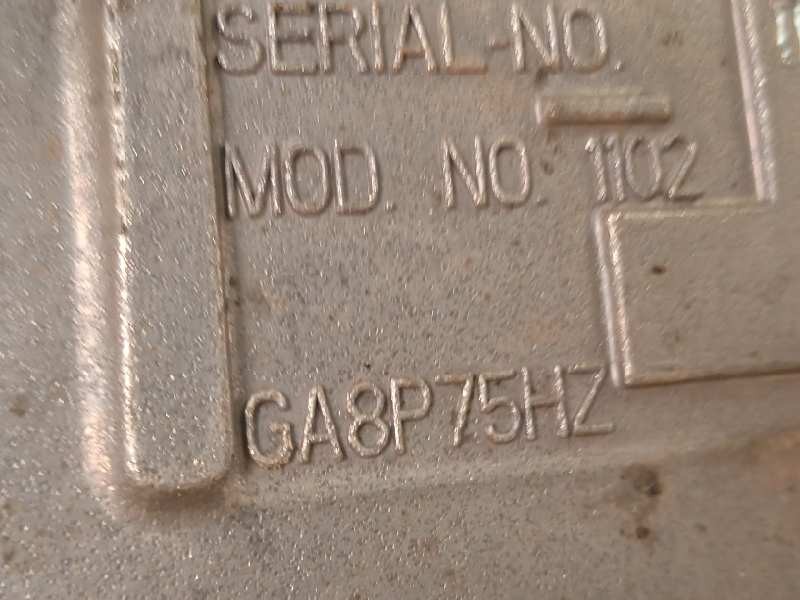 SERIAL-NO.
MOD. NO. 1102
GA8P75HZ